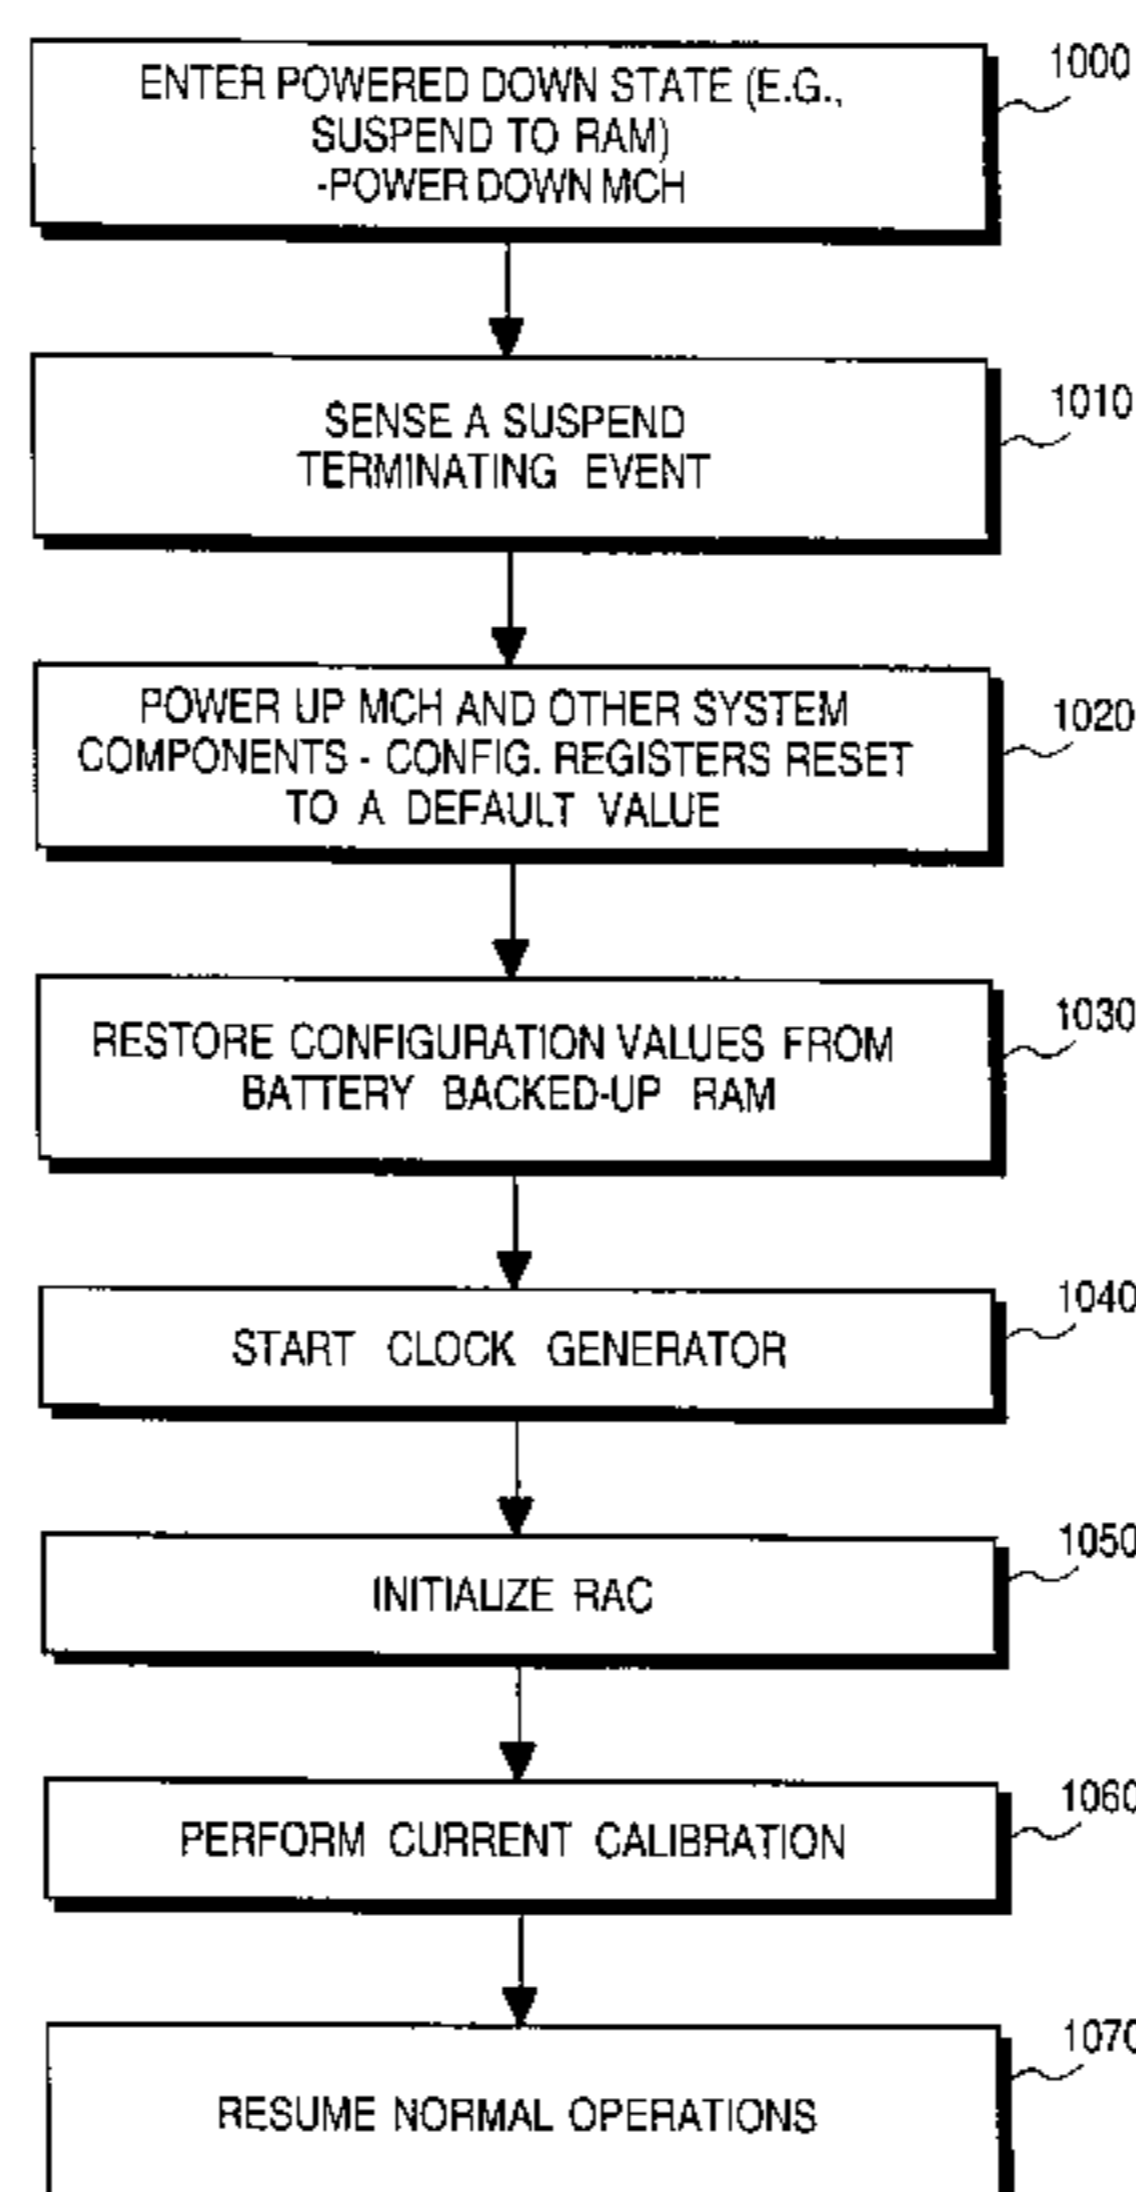 ENTER POWERED DOWN STATE (E.G.,
SUSPEND TO RAM)
-POWER DOWN MCH
1000
SENSE A SUSPEND
TERMINATING EVENT
1010
POWER UP MCH AND OTHER SYSTEM
COMPONENTS - CONFIG. REGISTERS RESET
TO A DEFAULT VALUE
1020
RESTORE CONFIGURATION VALUES FROM
BATTERY BACKED-UP RAM
1030
START CLOCK GENERATOR
1040
INITIALIZE RAC
1050
PERFORM CURRENT CALIBRATION
1060
RESUME NORMAL OPERATIONS
1070